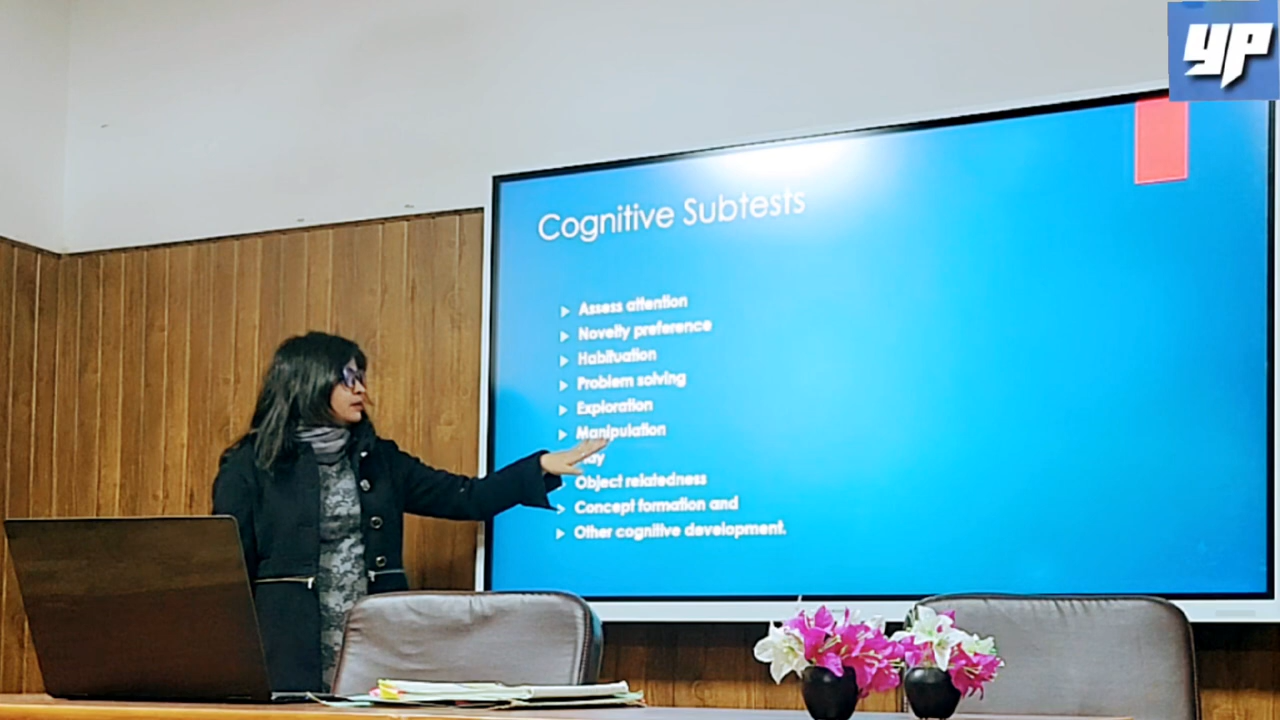 YP
Cognitive Subtests
Assess attention
Novelty preference
Habituation
Problem solving
Exploration
Manipulation
Object relatedness
Concept formation and
Other cognitive development.